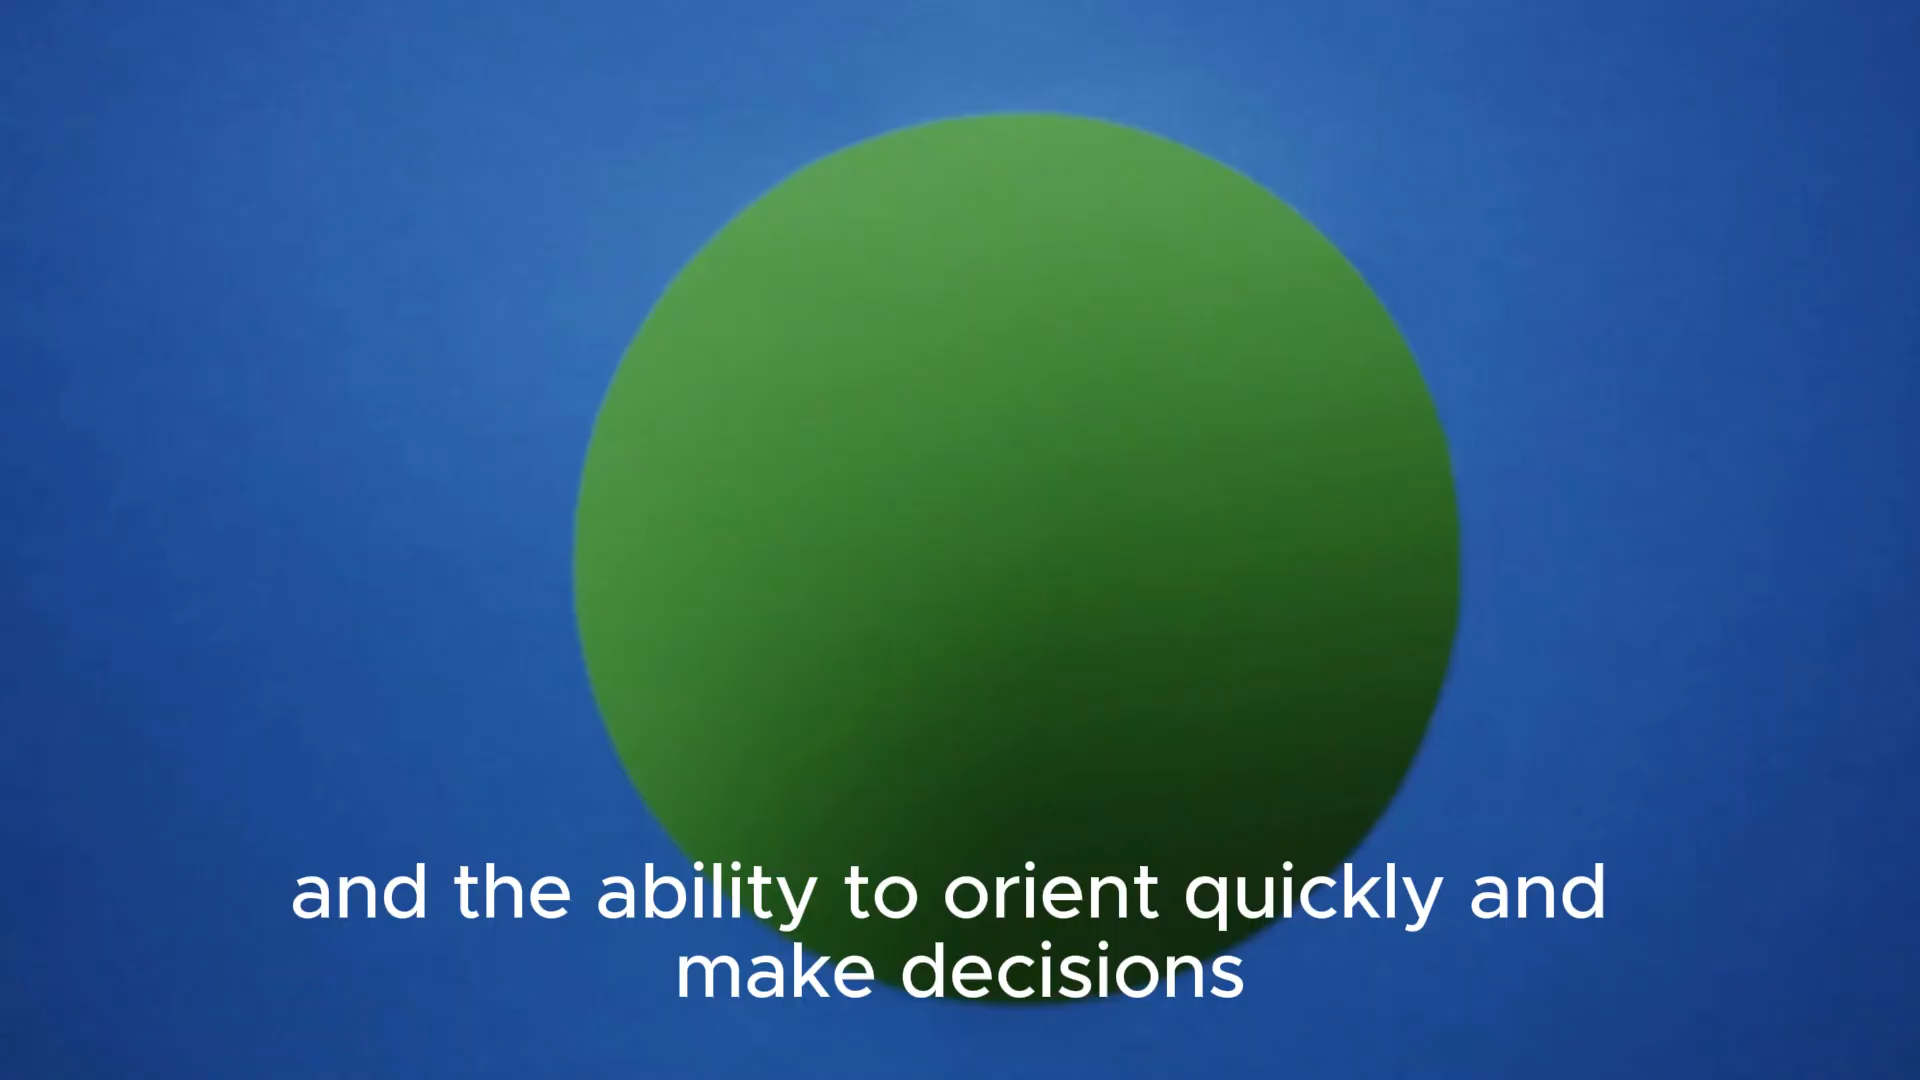 and the ability to orient quickly and
make decisions